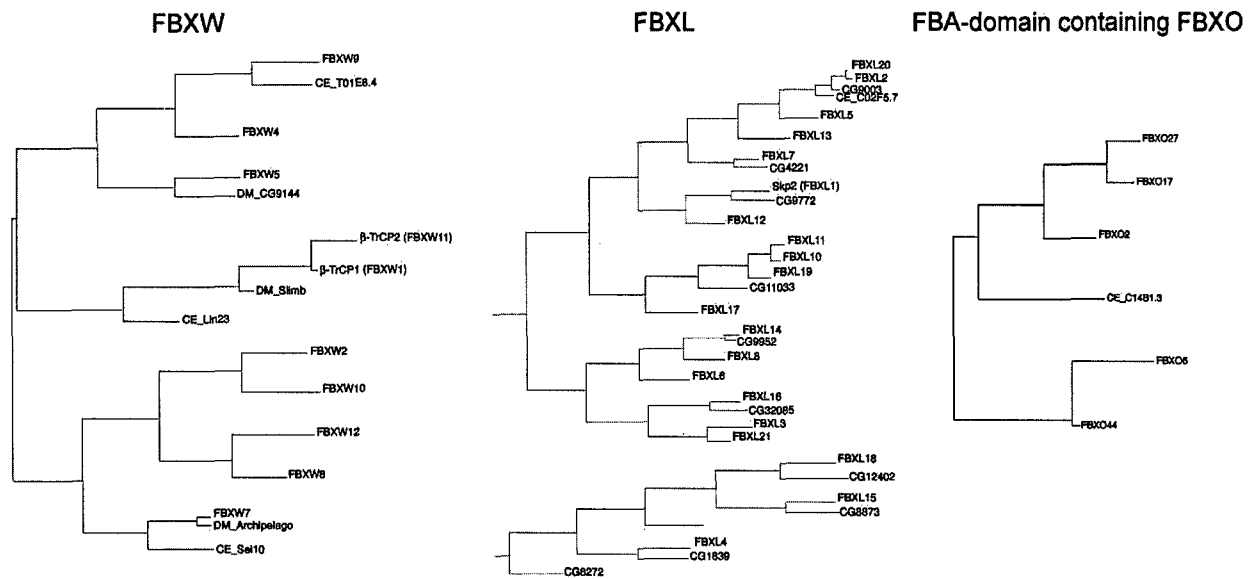 FBXW
FBXL
FBA-domain containing FBXO
FBXW9
CE_T01E8.4
FBXW4
FBXW5
DM_CG9144
β-TrCP2 (FBXW11)
β-TrCP1 (FBXW1)
DM_Slimb
CE_Lin23
FBXW2
FBXW10
FBXW12
FBXW8
FBXW7
DM_Archipelago
CE_Sel10
FBXL20
FBXL2
CG9003
CE_C02F5.7
FBXL5
FBXL13
FBXL7
CG4221
Skp2 (FBXL1)
CG9772
FBXL12
FBXL11
FBXL10
FBXL19
CG11033
FBXL17
FBXL14
CG9952
FBXL8
FBXL6
FBXL16
CG32085
FBXL3
FBXL21
FBXL18
CG12402
FBXL15
CG8873
FBXL4
CG1839
CG8272
FBXO27
FBXO17
FBXO2
CE_C14B1.3
FBXO6
FBXO44